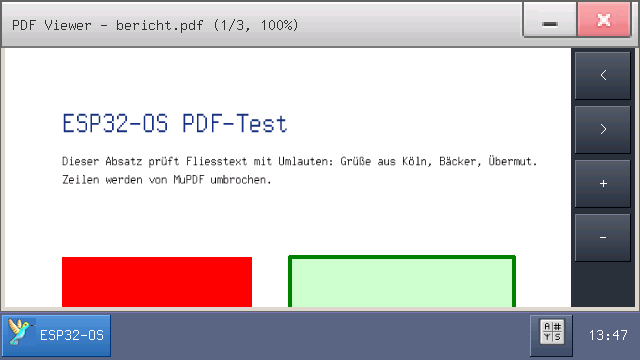 PDF Viewer - bericht.pdf (1/3, 100%)
<
>
+
-
ESP32-OS PDF-Test
Dieser Absatz prüft Fliesstext mit Umlauten: Grüße aus Köln, Bäcker, Übermut.
Zeilen werden von MuPDF umbrochen.
ESP32-OS
A#
TS
13:47